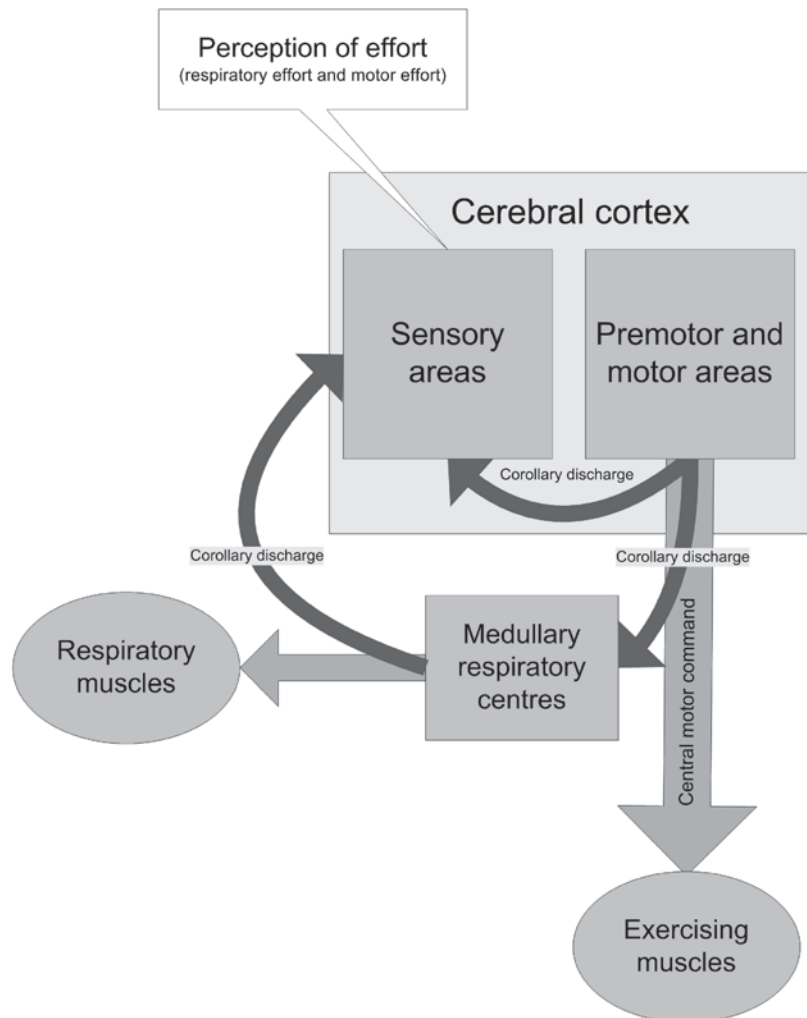 Perception of effort
(respiratory effort and motor effort)
Cerebral cortex
Sensory
areas
Premotor and
motor areas
Corollary discharge
Corollary discharge
Corollary discharge
Respiratory
muscles
Medullary
respiratory
centres
Central motor command
Exercising
muscles